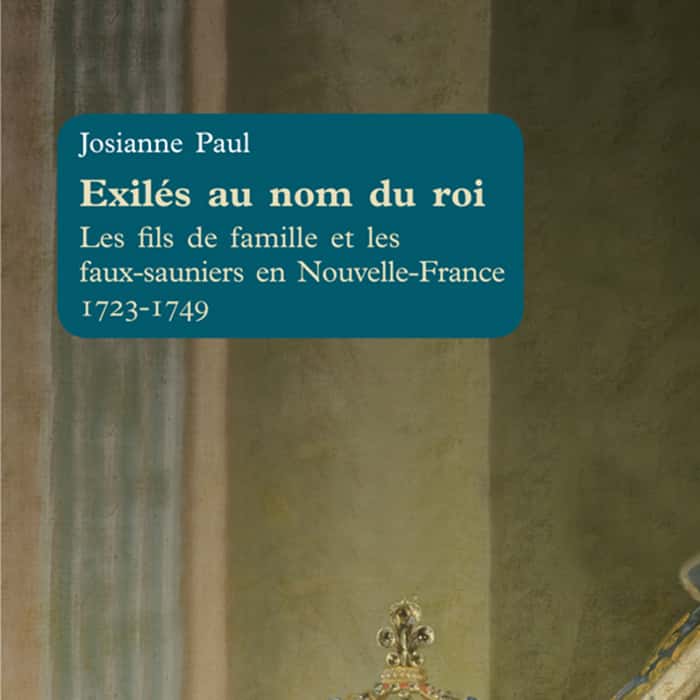 Josianne Paul
Exilés au nom du roi
Les fils de famille et les
faux-sauniers en Nouvelle-France
1723-1749